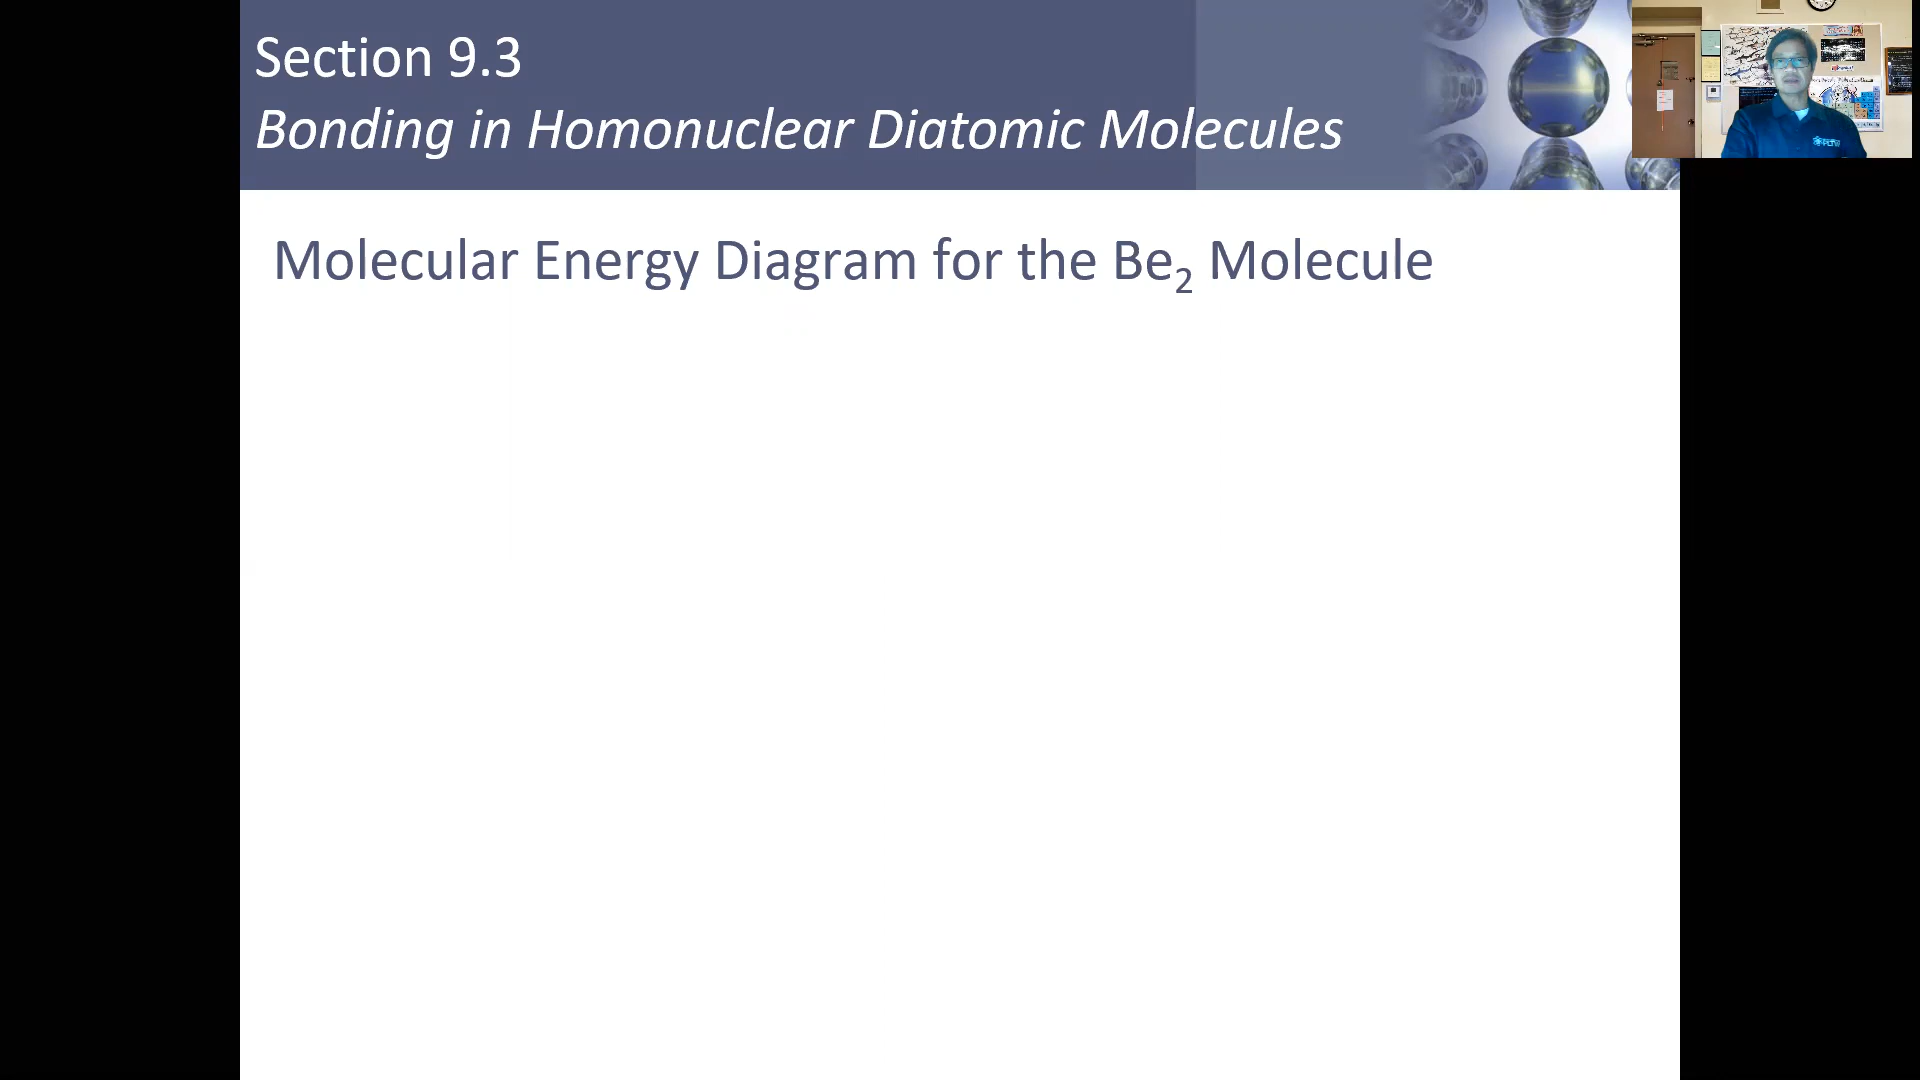 Section 9.3
Bonding in Homonuclear Diatomic Molecules
Molecular Energy Diagram for the Be₂ Molecule